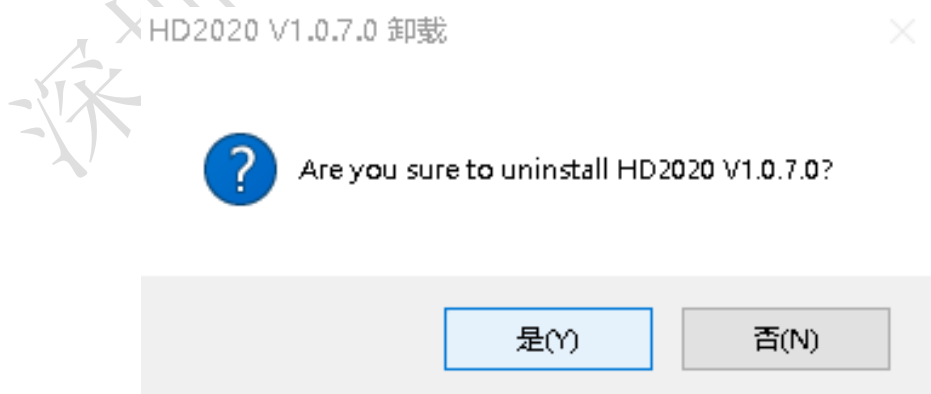 HD2020 V1.0.7.0 卸载
深
Are you sure to uninstall HD2020 V1.0.7.0?
是(Y)
否(N)